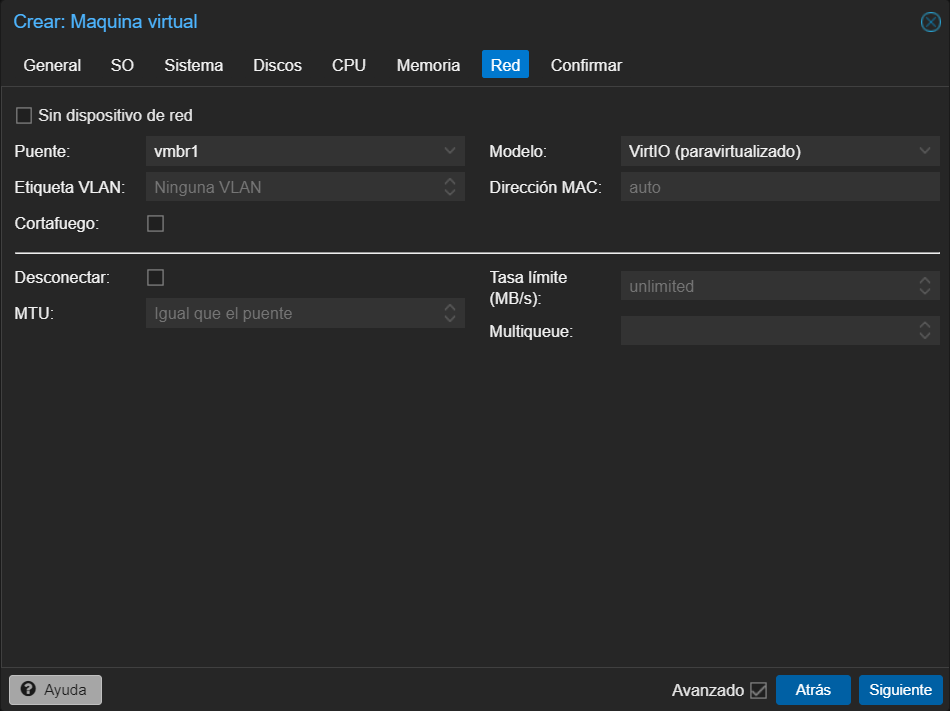 Crear: Maquina virtual
General SO Sistema Discos CPU Memoria Red Confirmar
Sin dispositivo de red
Puente: vmbr1 Modelo: VirtIO (paravirtualizado)
Etiqueta VLAN: Ninguna VLAN Dirección MAC: auto
Cortafuego:
Desconectar: Tasa límite
(MB/s): unlimited
MTU: Igual que el puente
Multiqueue:
Ayuda Avanzado Atrás Siguiente